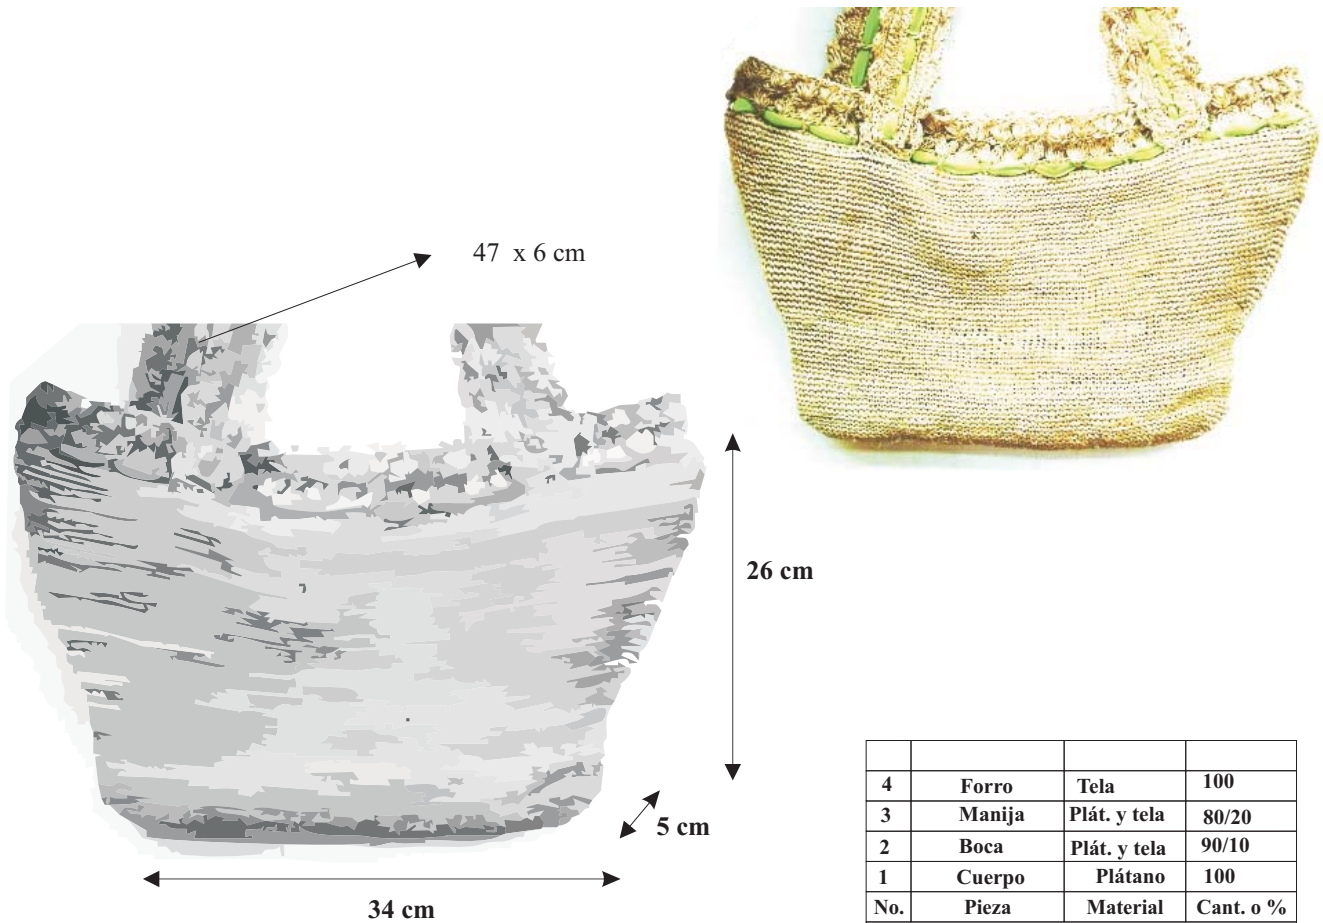 47 x 6 cm
26 cm
5 cm
34 cm
4 Forro Tela 100
3 Manija Plát. y tela 80/20
2 Boca Plát. y tela 90/10
1 Cuerpo Plátano 100
No. Pieza Material Cant. o %